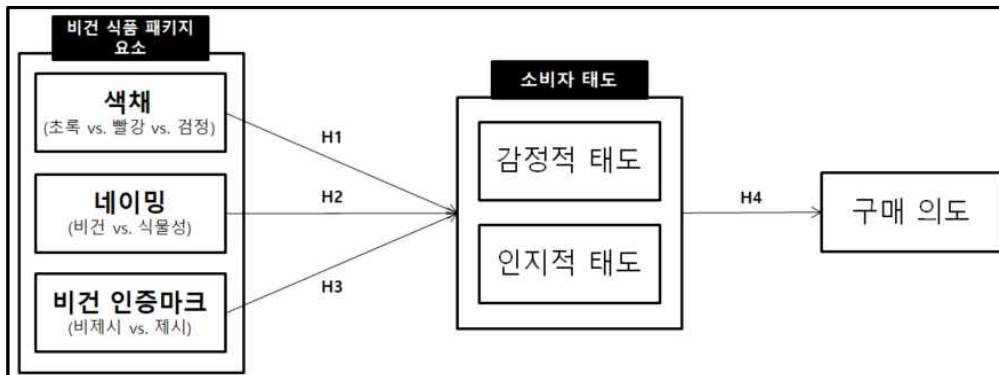 비건 식품 패키지
요소
색채
(초록 vs. 빨강 vs. 검정)
네이밍
(비건 vs. 식물성)
비건 인증마크
(비제시 vs. 제시)
H1
H2
H3
소비자 태도
감정적 태도
인지적 태도
H4
구매 의도